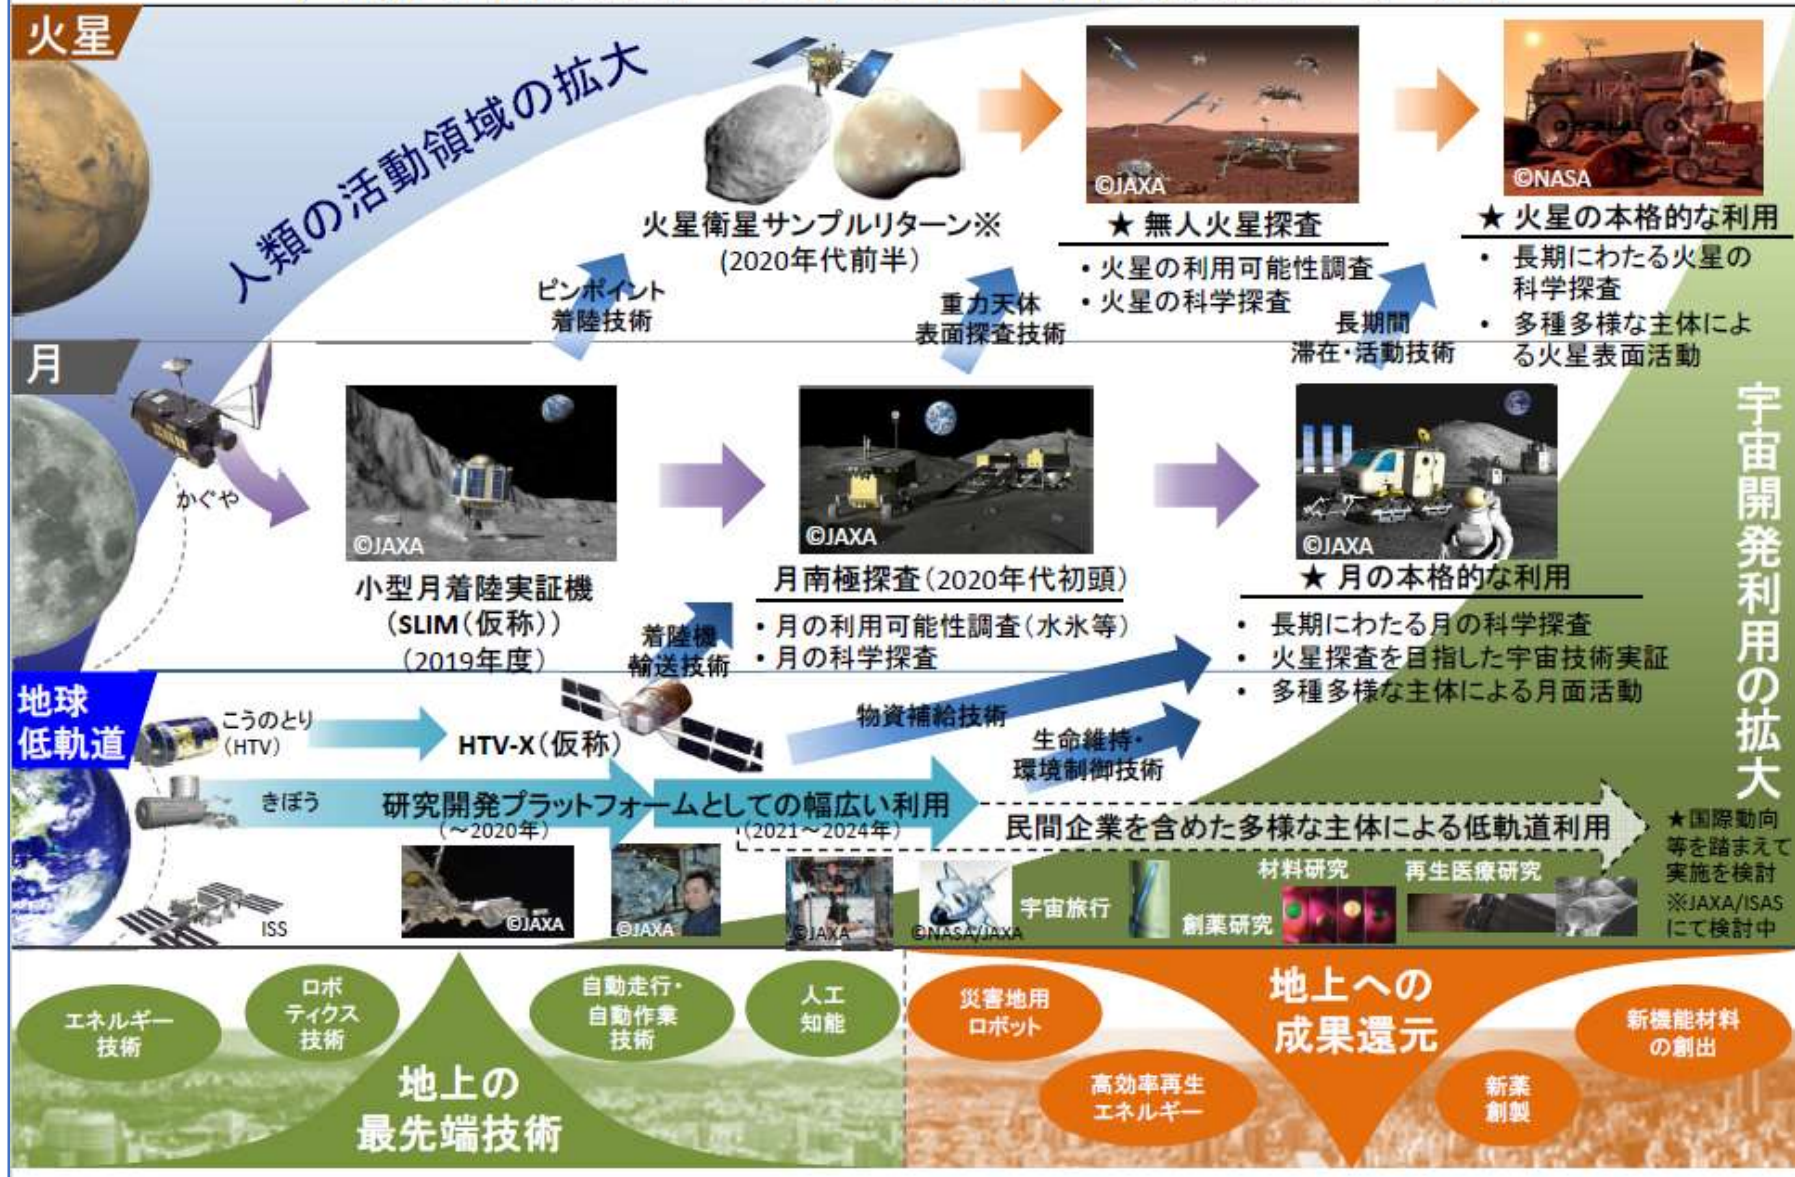 火星
人類の活動領域の拡大
火星衛星サンプルリターン※
(2020年代前半)
©JAXA
★ 無人火星探査
・火星の利用可能性調査
・火星の科学探査
©NASA
★ 火星の本格的な利用
• 長期にわたる火星の
科学探査
• 多種多様な主体によ
る火星表面活動
ピンポイント
着陸技術
重力天体
表面探査技術
長期間
滞在・活動技術
月
かぐや
©JAXA
小型月着陸実証機
(SLIM(仮称))
(2019年度)
©JAXA
月南極探査(2020年代初頭)
・月の利用可能性調査(水氷等)
・月の科学探査
©JAXA
★ 月の本格的な利用
• 長期にわたる月の科学探査
• 火星探査を目指した宇宙技術実証
• 多種多様な主体による月面活動
着陸機
輸送技術
物資補給技術
生命維持・
環境制御技術
宇宙開発利用の拡大
地球
低軌道
こうのとり
(HTV)
HTV-X(仮称)
きぼう
研究開発プラットフォームとしての幅広い利用
(～2020年)
(2021～2024年)
民間企業を含めた多様な主体による低軌道利用
ISS
©JAXA
©JAXA
©JAXA
©NASA/JAXA
宇宙旅行
創薬研究
材料研究
再生医療研究
★国際動向
等を踏まえて
実施を検討
※JAXA/ISAS
にて検討中
エネルギー
技術
ロボ
ティクス
技術
自動走行・
自動作業
技術
人工
知能
地上の
最先端技術
災害地用
ロボット
高効率再生
エネルギー
地上への
成果還元
新薬
創製
新機能材料
の創出